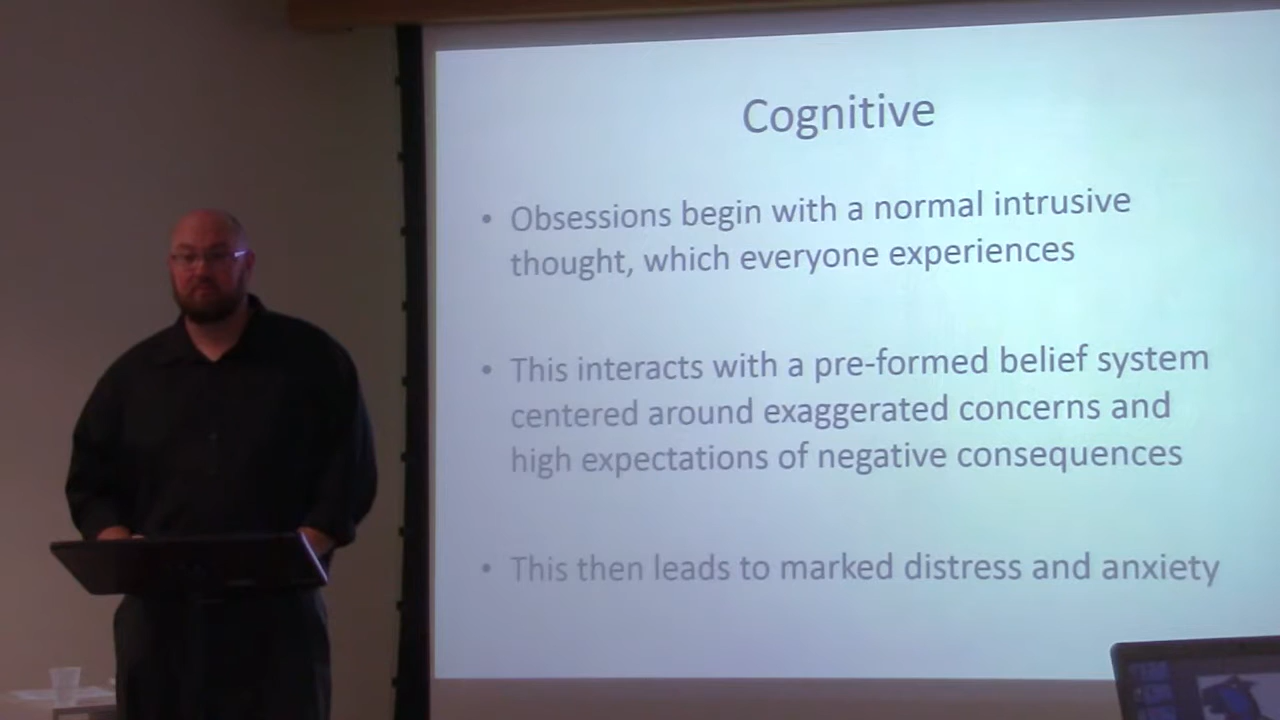 Cognitive
• Obsessions begin with a normal intrusive
thought, which everyone experiences
• This interacts with a pre-formed belief system
centered around exaggerated concerns and
high expectations of negative consequences
• This then leads to marked distress and anxiety